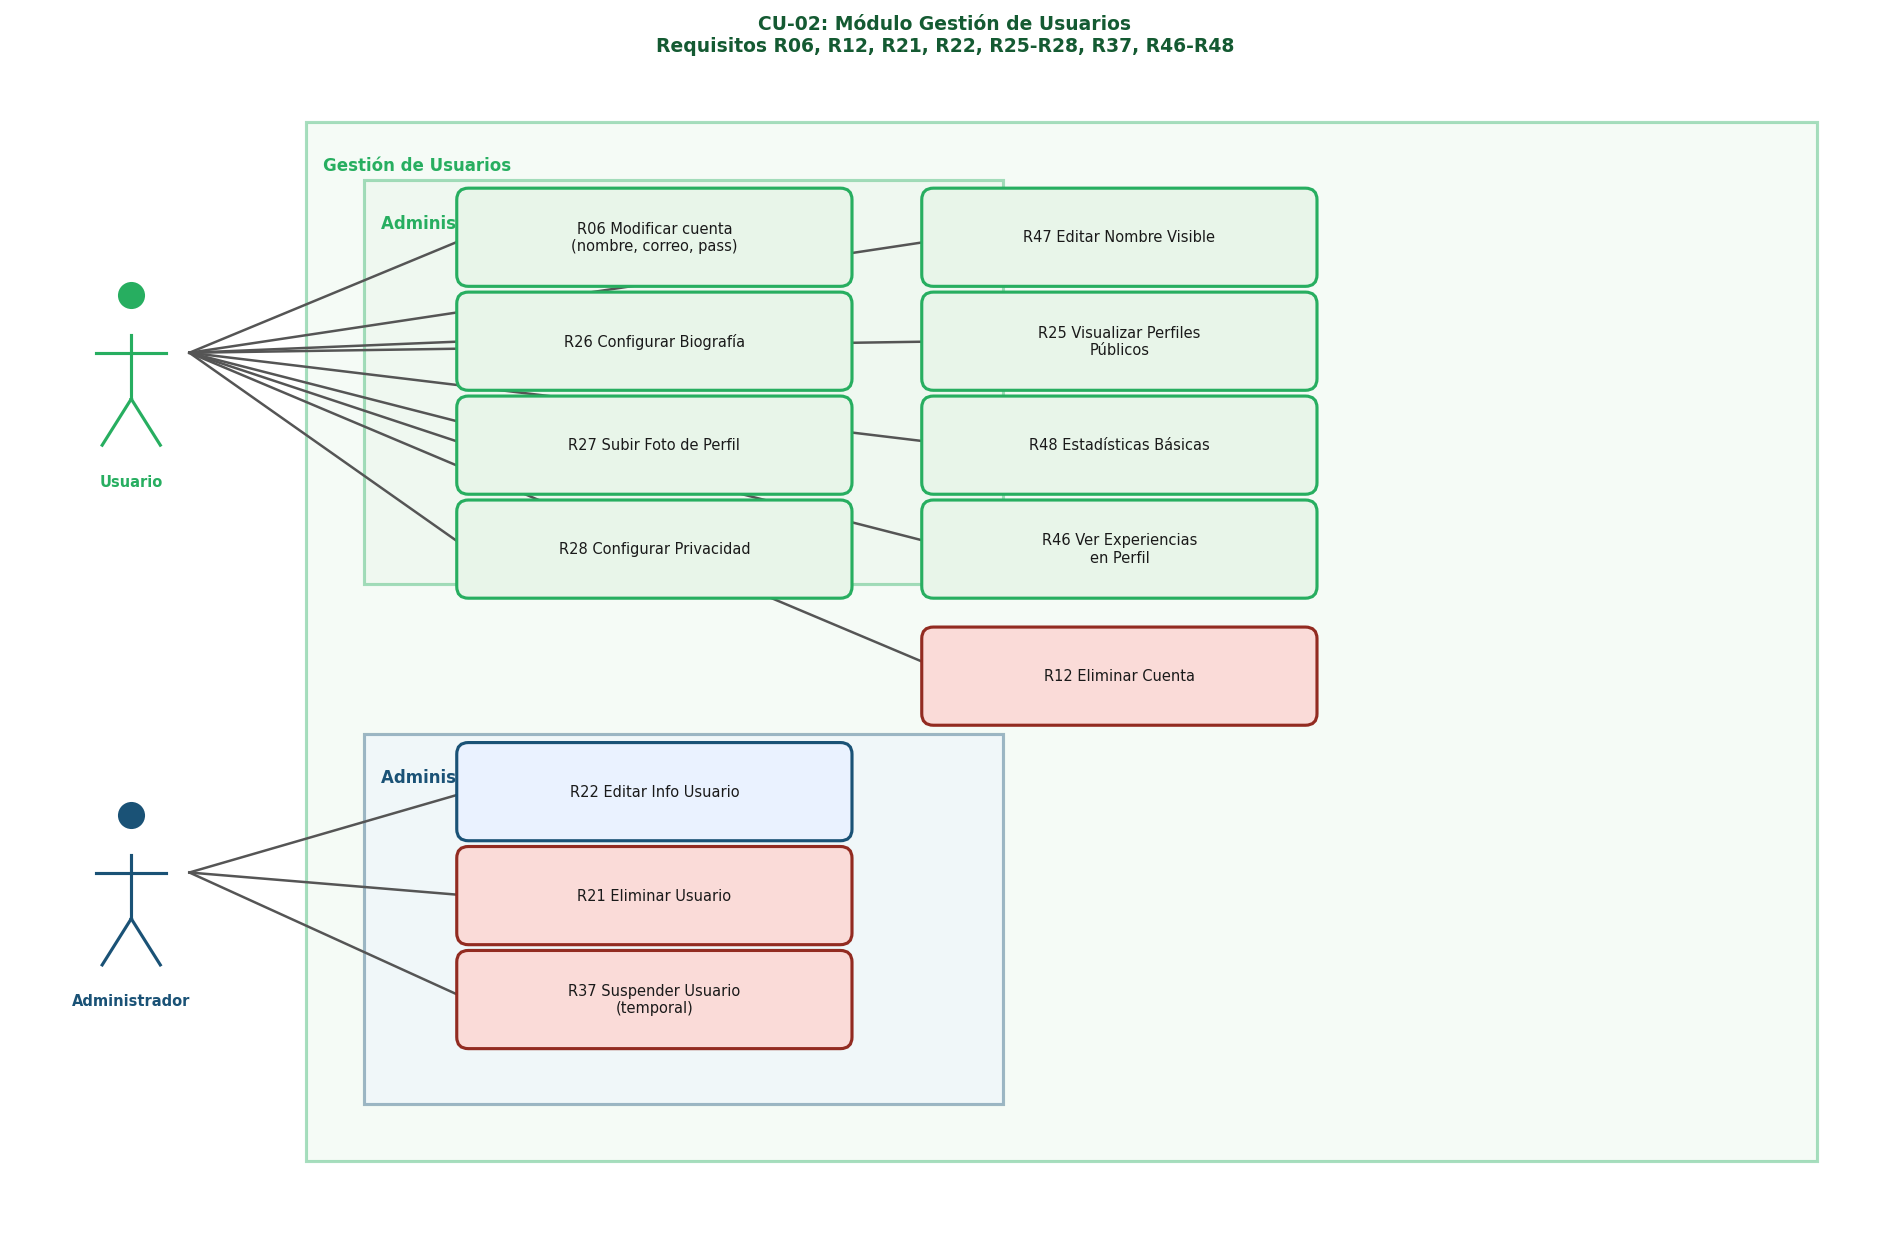 CU-02: Módulo Gestión de Usuarios
Requisitos R06, R12, R21, R22, R25-R28, R37, R46-R48
Gestión de Usuarios
Adminis
R06 Modificar cuenta
(nombre, correo, pass)
R47 Editar Nombre Visible
R26 Configurar Biografía
R25 Visualizar Perfiles
Públicos
R27 Subir Foto de Perfil
R48 Estadísticas Básicas
Usuario
R28 Configurar Privacidad
R46 Ver Experiencias
en Perfil
R12 Eliminar Cuenta
Adminis
R22 Editar Info Usuario
R21 Eliminar Usuario
R37 Suspender Usuario
(temporal)
Administrador